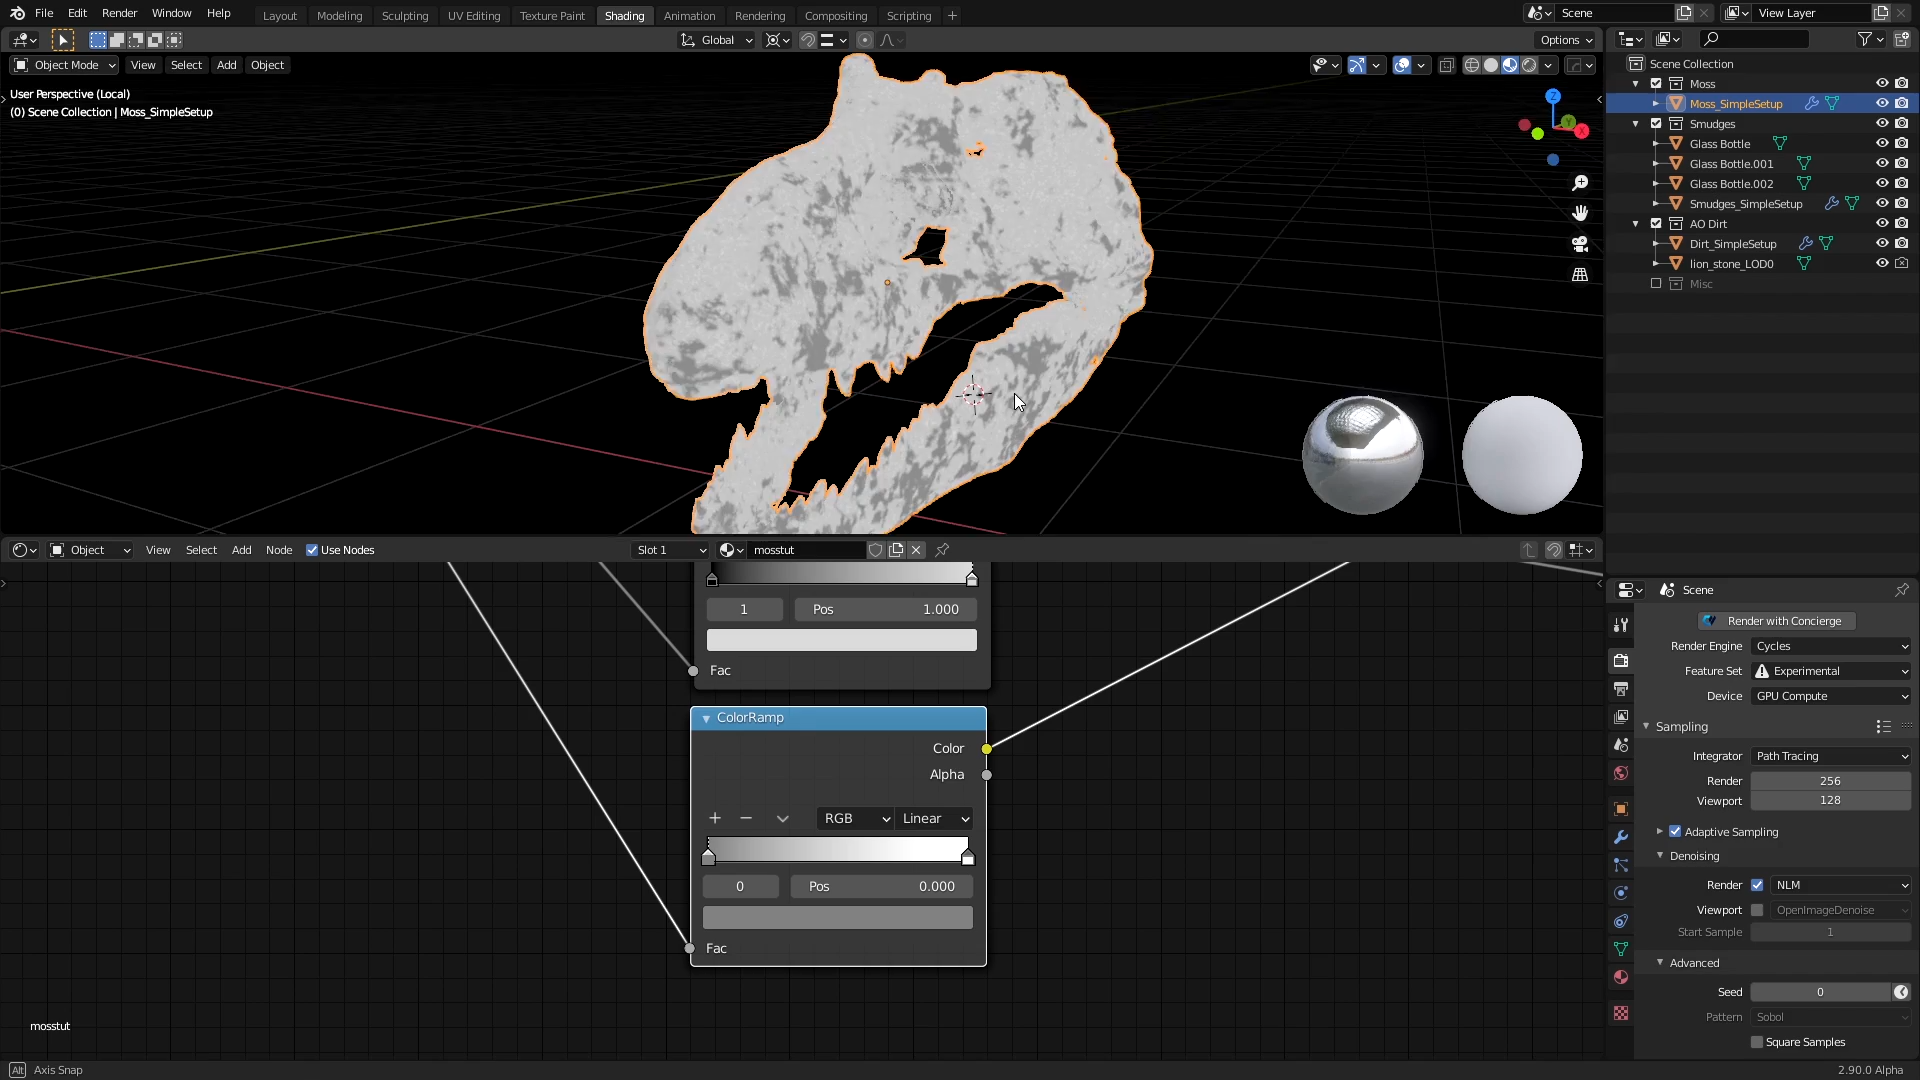 File Edit Render Window Help Layout Modeling Sculpting UV Editing Texture Paint Shading Animation Rendering Compositing Scripting + Scene View Layer
Global Options
Object Mode View Select Add Object
User Perspective (Local)
(0) Scene Collection | Moss_SimpleSetup
Z
X
Scene Collection
Moss
Moss_SimpleSetup
Smudges
Glass Bottle
Glass Bottle.001
Glass Bottle.002
Smudges_SimpleSetup
AO Dirt
Dirt_SimpleSetup
lion_stone_LOD0
Misc
Object View Select Add Node Use Nodes Slot 1 mosstut
1 Pos 1.000
Fac
ColorRamp
Color
Alpha
+ − RGB Linear
0 Pos 0.000
Fac
mosstut
Scene
Render with Concierge
Render Engine Cycles
Feature Set Experimental
Device GPU Compute
Sampling
Integrator Path Tracing
Render 256
Viewport 128
Adaptive Sampling
Denoising
Render NLM
Viewport OpenImageDenoise
Start Sample 1
Advanced
Seed 0
Pattern Sobol
Square Samples
Alt Axis Snap
2.90.0 Alpha